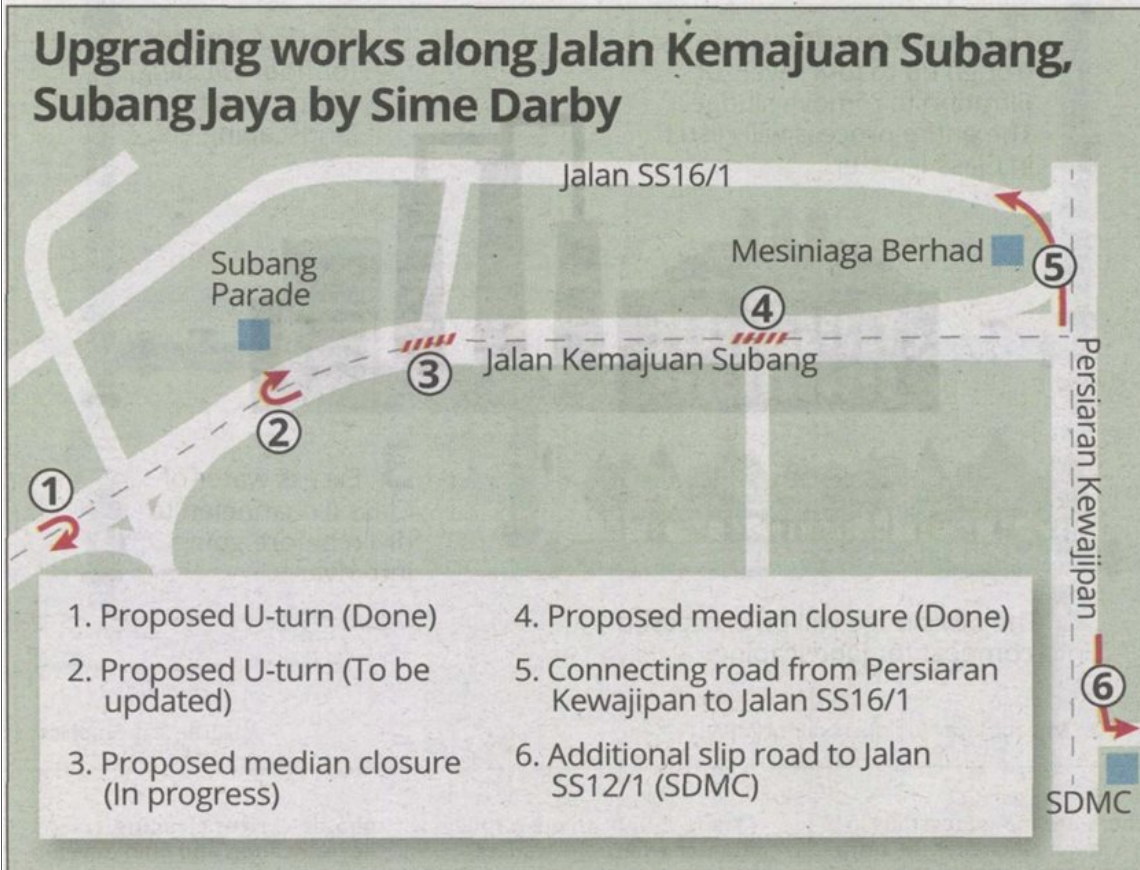 Upgrading works along Jalan Kemajuan Subang,
Subang Jaya by Sime Darby
Jalan SS16/1
Mesiniaga Berhad
5
Subang
Parade
4
3
Jalan Kemajuan Subang
2
1
Persiaran Kewajipan
6
SDMC
1. Proposed U-turn (Done)
2. Proposed U-turn (To be
updated)
3. Proposed median closure
(In progress)
4. Proposed median closure (Done)
5. Connecting road from Persiaran
Kewajipan to Jalan SS16/1
6. Additional slip road to Jalan
SS12/1 (SDMC)